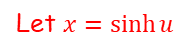 Let x = sinh u